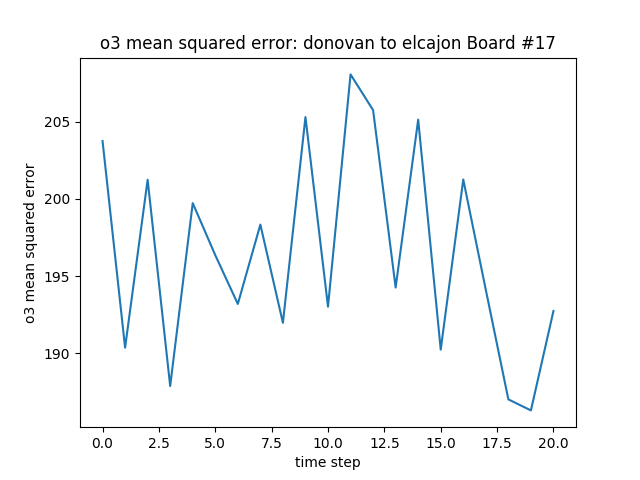 o3 mean squared error: donovan to elcajon Board #17
205
200
195
190
o3 mean squared error
0.0 2.5 5.0 7.5 10.0 12.5 15.0 17.5 20.0
time step